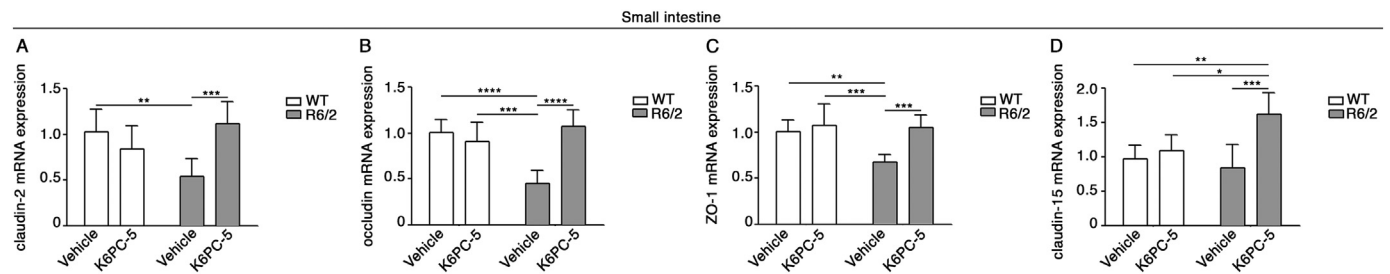 Small intestine
A
claudin-2 mRNA expression
1.5
1.0
0.5
0
**
***
WT
R6/2
Vehicle
K6PC-5
Vehicle
K6PC-5
B
occludin mRNA expression
1.5
1.0
0.5
0
****
***
****
WT
R6/2
Vehicle
K6PC-5
Vehicle
K6PC-5
C
ZO-1 mRNA expression
1.5
1.0
0.5
0
**
***
***
WT
R6/2
Vehicle
K6PC-5
Vehicle
K6PC-5
D
claudin-15 mRNA expression
2.0
1.5
1.0
0.5
0
**
*
***
WT
R6/2
Vehicle
K6PC-5
Vehicle
K6PC-5